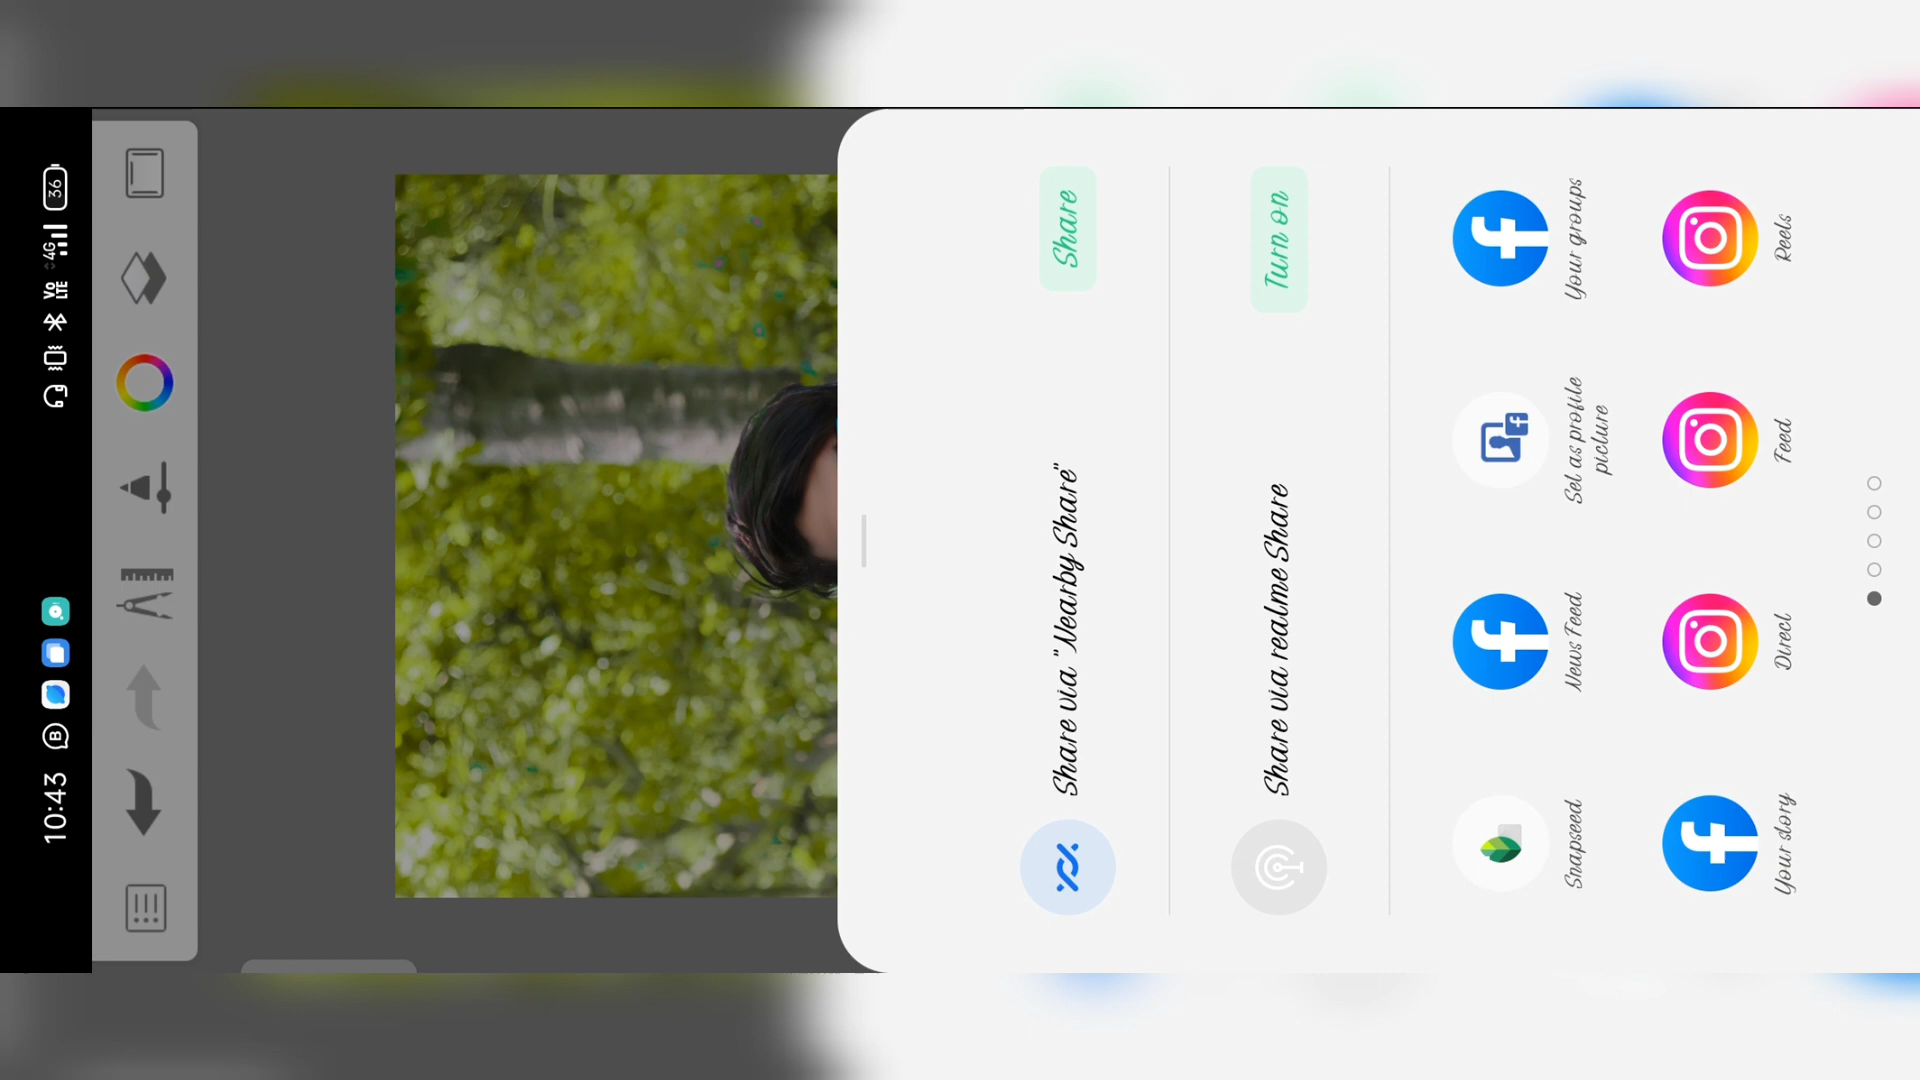 10:43
B
Vo
LTE
4G
36
Share via "Nearby Share"
Share
Share via realme Share
Turn on
Snapseed
News Feed
Set as profile
picture
Your groups
Your story
Direct
Feed
Reels